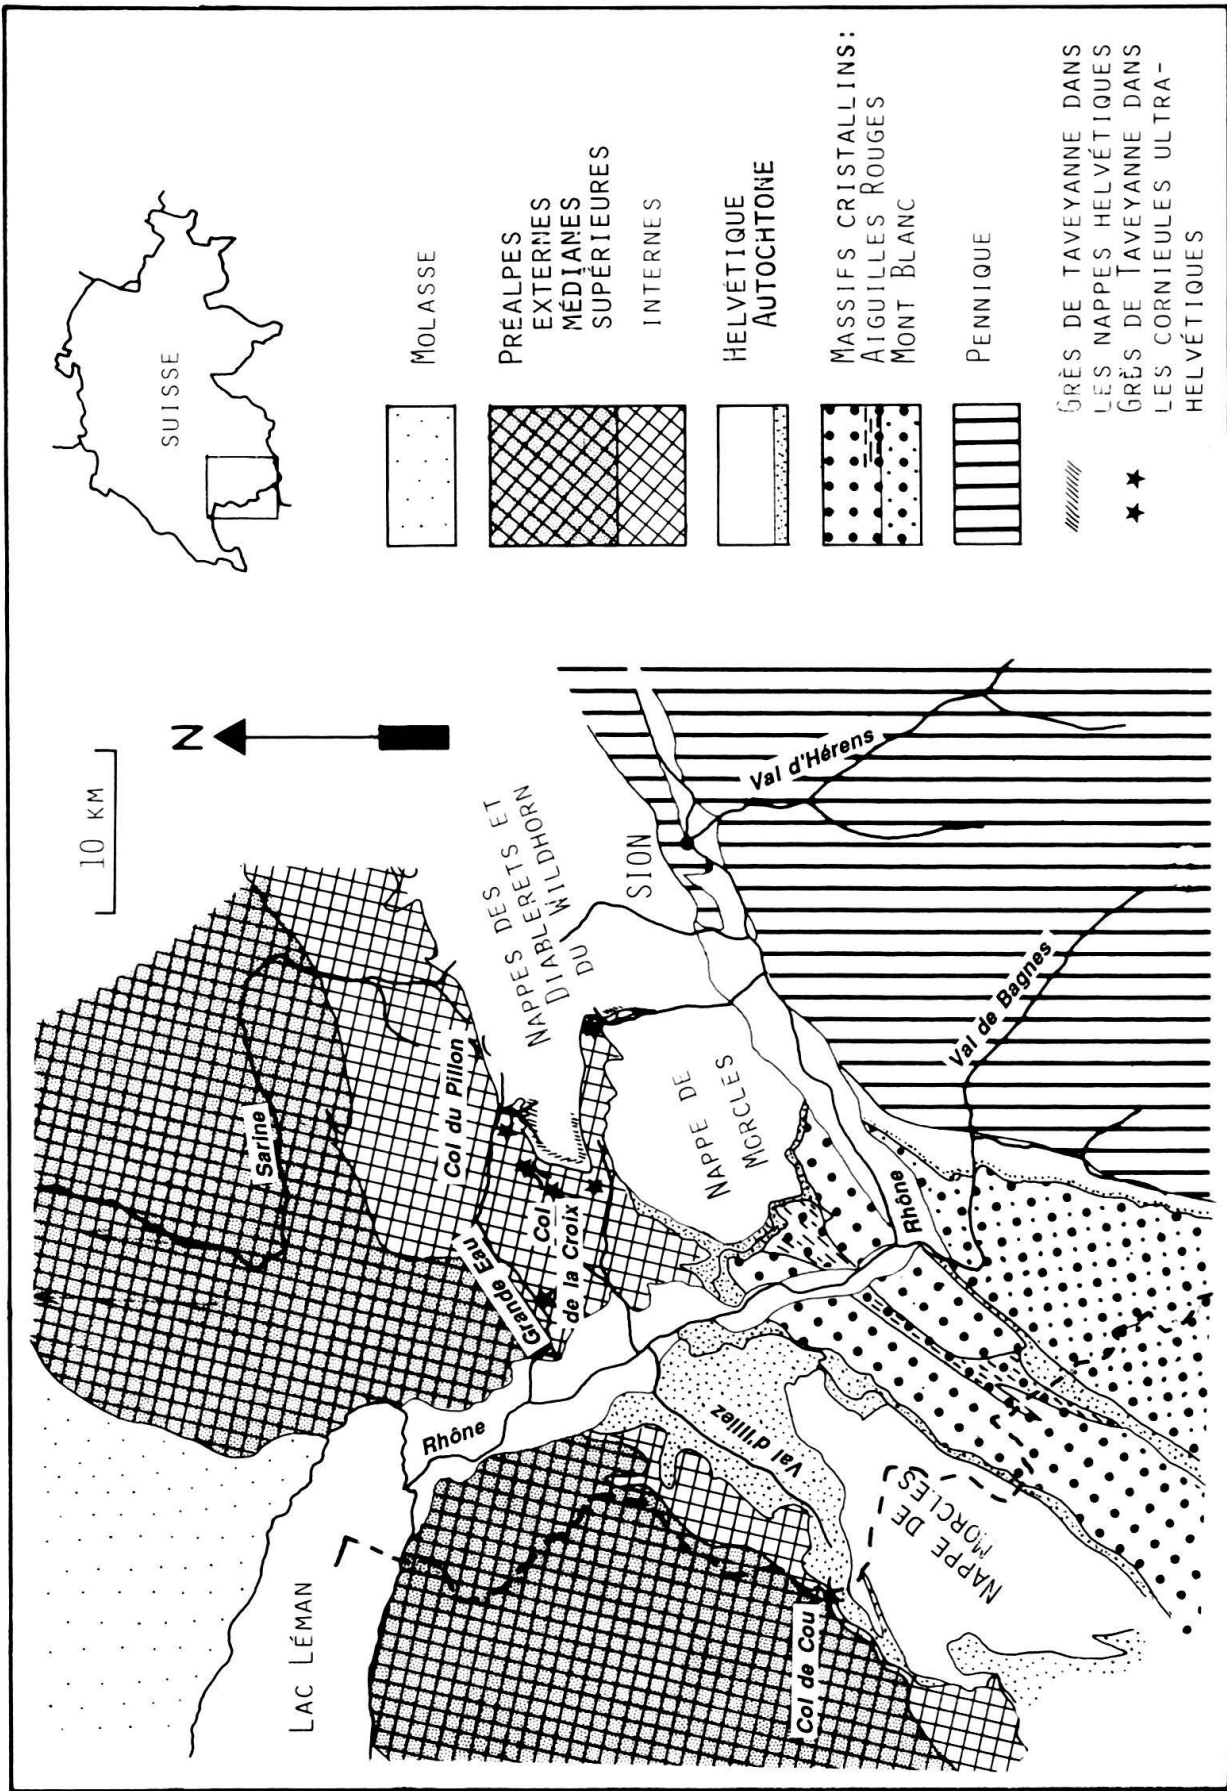 SUISSE
MOLASSE
PRÉALPES
EXTERNES
MÉDIANES
SUPÉRIEURES
INTERNES
HELVÉTIQUE
AUTOCHTONE
MASSIFS CRISTALLINS:
AIGUILLES ROUGES
MONT BLANC
PENNIQUE
GRÈS DE TAVEYANNE DANS
LES NAPPES HELVÉTIQUES
GRÈS DE TAVEYANNE DANS
LES CORNIEULES ULTRA-
HELVÉTIQUES
10 KM
N
LAC LÉMAN
Rhône
Sarine
Col du Pillon
Grande Eau
Col
de la Croix
NAPPES DES
DIABLERETS ET
DU WILDHORN
SION
Val d'Hérens
NAPPE DE
MORCLES
Val d'Illiez
Rhône
Val de Bagnes
Col de Cou
NAPPE DE
MORCLES